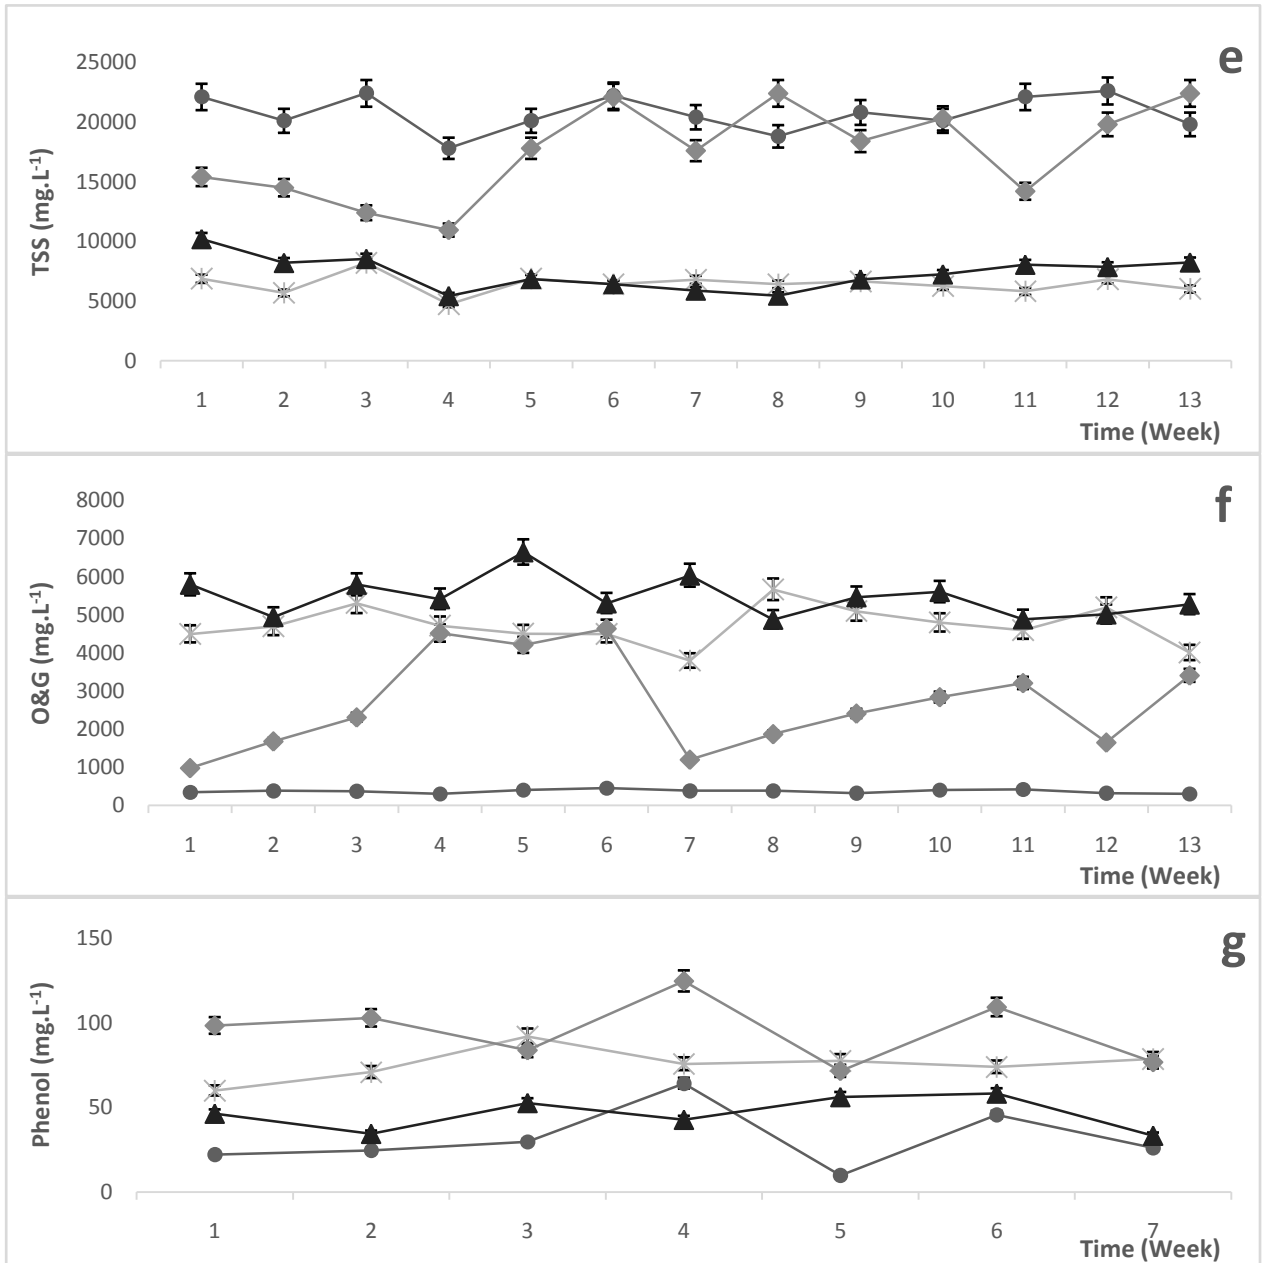 e
25000
20000
15000
10000
5000
0
TSS (mg.L-1)
1 2 3 4 5 6 7 8 9 10 11 12 13
Time (Week)
f
8000
7000
6000
5000
4000
3000
2000
1000
0
O&G (mg.L-1)
1 2 3 4 5 6 7 8 9 10 11 12 13
Time (Week)
g
150
100
50
0
Phenol (mg.L-1)
1 2 3 4 5 6 7
Time (Week)